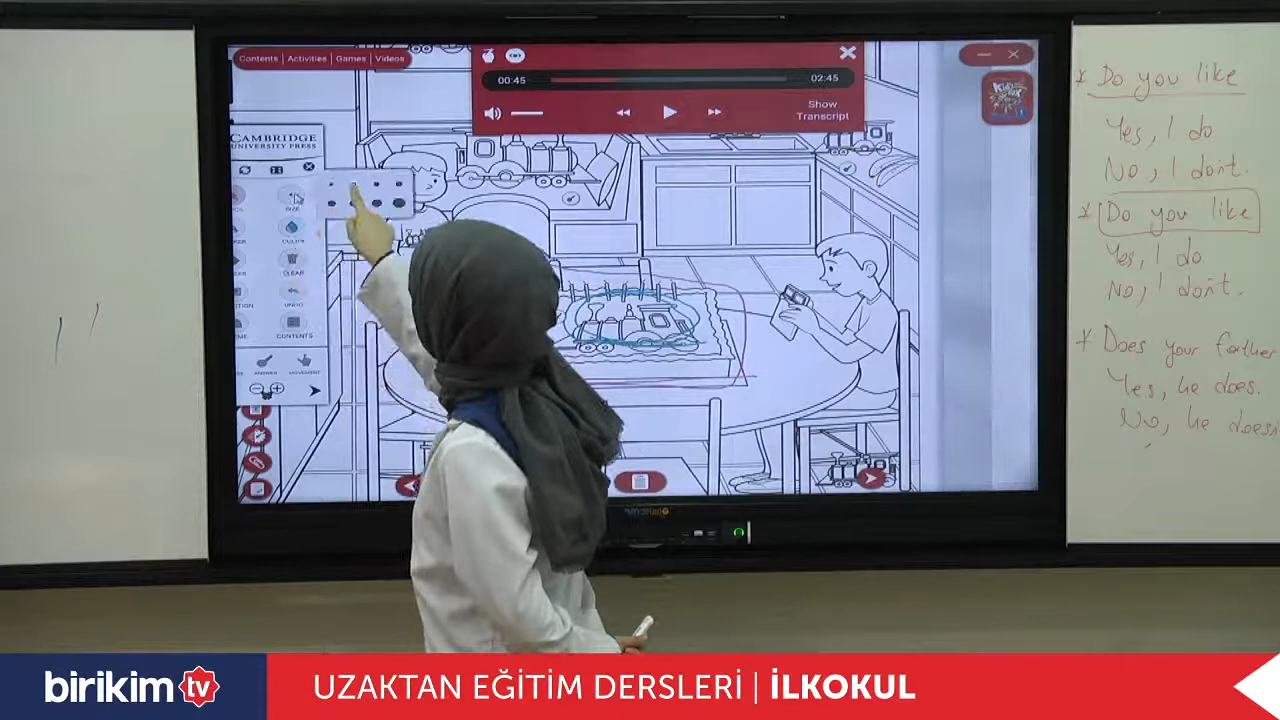 Contents | Activities | Games | Videos
00:45
02:45
Show
Transcript
CAMBRIDGE
UNIVERSITY PRESS
SIZE
COLOR
CLEAR
UNDO
CONTENTS
ANSWER
MOVEMENT
* Do you like
Yes, I do
No, I don't.
* Do you like
Yes, I do
No, I don't.
* Does your father
Yes, he does.
No, he does
birikim tv
UZAKTAN EĞİTİM DERSLERİ | İLKOKUL